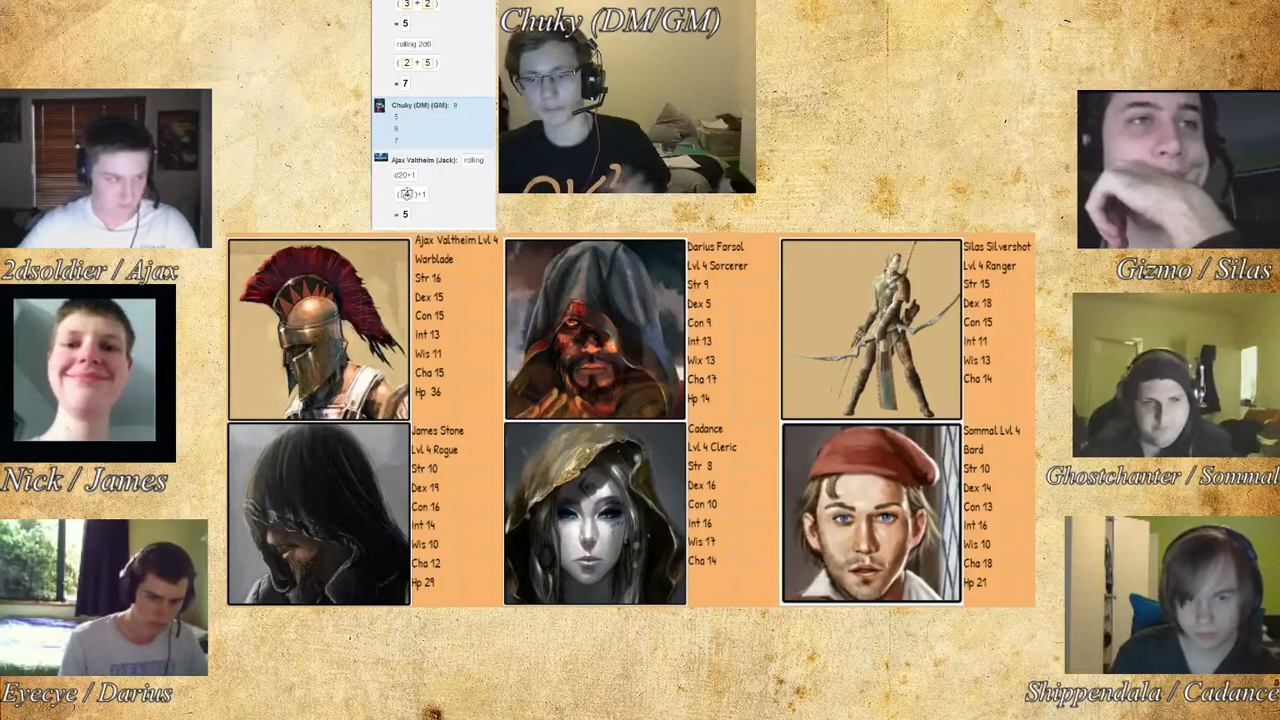 ( 3 + 2 )
= 5
rolling 2d6
( 2 + 5 )
= 7
Chuky (DM) (GM): 9
5
8
7
Ajax Valtheim (Jack): rolling
d20+1
( 4 )+1
= 5
Chuky (DM/GM)
OK'
2dsoldier / Ajax
Nick / James
Eyecye / Darius
Gizmo / Silas
Ghostchanter / Sommal
Shippendala / Cadance
Ajax Valtheim Lvl 4
Warblade
Str 16
Dex 15
Con 15
Int 13
Wis 11
Cha 15
Hp 36
Darius Farsol
Lvl 4 Sorcerer
Str 9
Dex 5
Con 9
Int 13
Wix 13
Cha 17
Hp 14
Silas Silvershot
Lvl 4 Ranger
Str 15
Dex 18
Con 15
Int 11
Wis 13
Cha 14
James Stone
Lvl 4 Rogue
Str 10
Dex 19
Con 16
Int 14
Wis 10
Cha 12
Hp 29
Cadance
Lvl 4 Cleric
Str 8
Dex 16
Con 10
Int 16
Wis 17
Cha 14
Sommal Lvl 4
Bard
Str 10
Dex 14
Con 13
Int 16
Wis 10
Cha 18
Hp 21